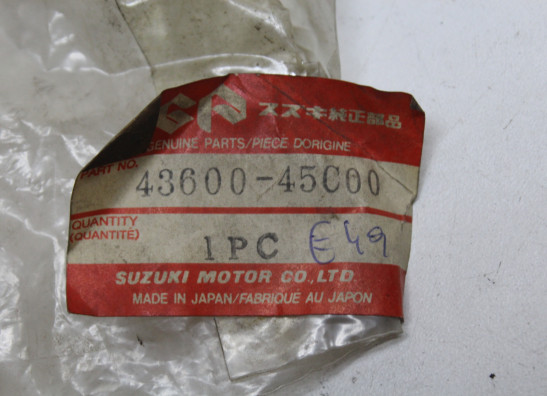 スズキ純正部品
GENUINE PARTS/PIECE DORIGINE
PART NO.
43600-45C00
QUANTITY
(QUANTITÉ)
1PC E49
SUZUKI MOTOR CO.,LTD.
MADE IN JAPAN/FABRIQUE AU JAPON